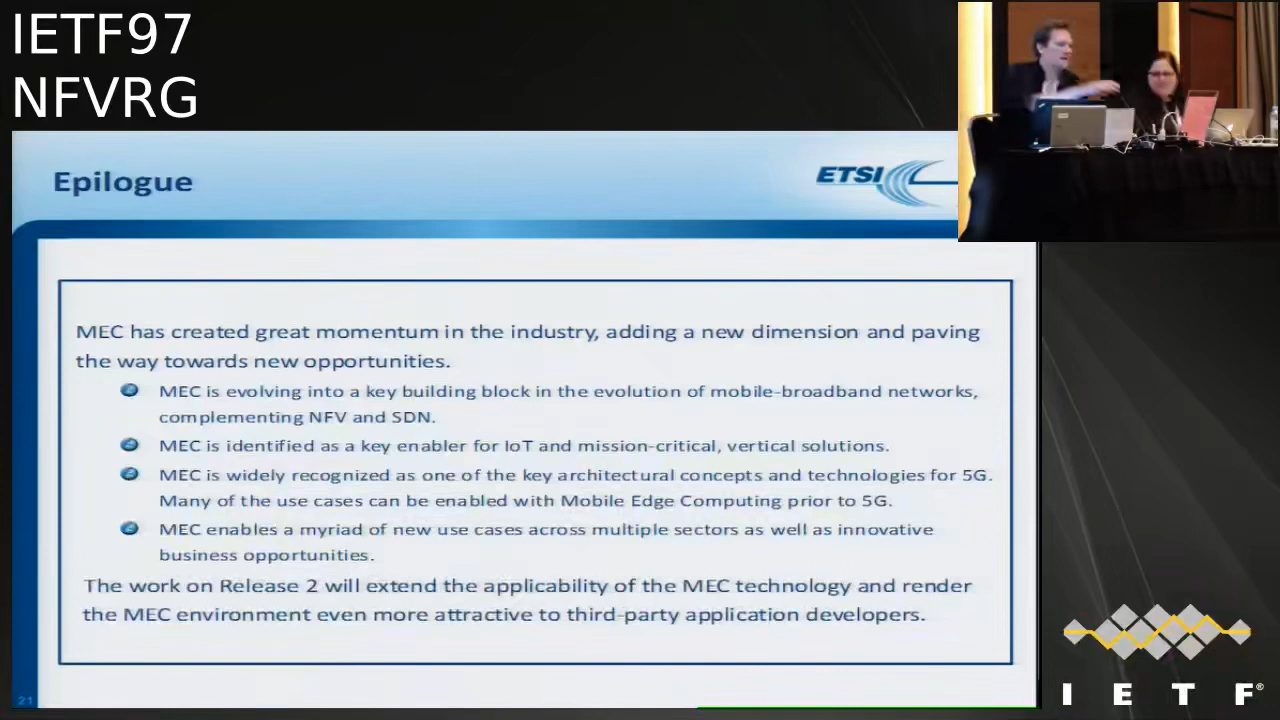 IETF97
NFVRG
Epilogue
ETSI
MEC has created great momentum in the industry, adding a new dimension and paving
the way towards new opportunities.
MEC is evolving into a key building block in the evolution of mobile-broadband networks,
complementing NFV and SDN.
MEC is identified as a key enabler for IoT and mission-critical, vertical solutions.
MEC is widely recognized as one of the key architectural concepts and technologies for 5G.
Many of the use cases can be enabled with Mobile Edge Computing prior to 5G.
MEC enables a myriad of new use cases across multiple sectors as well as innovative
business opportunities.
The work on Release 2 will extend the applicability of the MEC technology and render
the MEC environment even more attractive to third-party application developers.
21
I E T F®